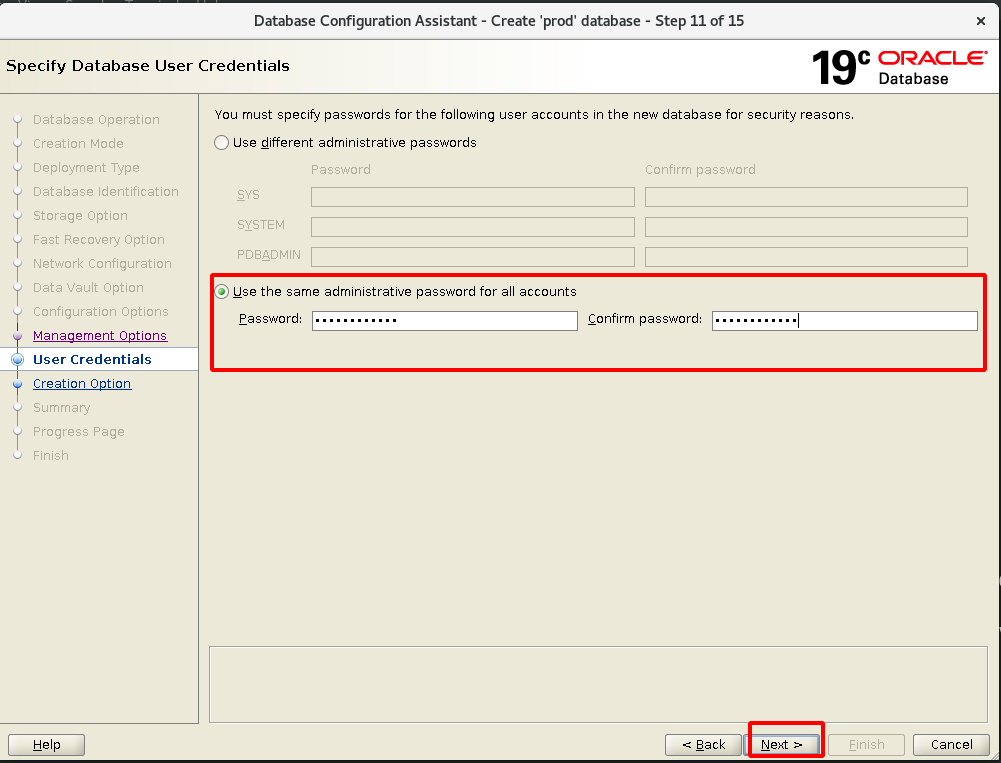 Database Configuration Assistant - Create 'prod' database - Step 11 of 15
×
Specify Database User Credentials
19c ORACLE
Database
Database Operation
Creation Mode
Deployment Type
Database Identification
Storage Option
Fast Recovery Option
Network Configuration
Data Vault Option
Configuration Options
Management Options
User Credentials
Creation Option
Summary
Progress Page
Finish
You must specify passwords for the following user accounts in the new database for security reasons.
Use different administrative passwords
Password Confirm password
SYS
SYSTEM
PDBADMIN
Use the same administrative password for all accounts
Password: •••••••••••• Confirm password: ••••••••••••
Help < Back Next > Finish Cancel